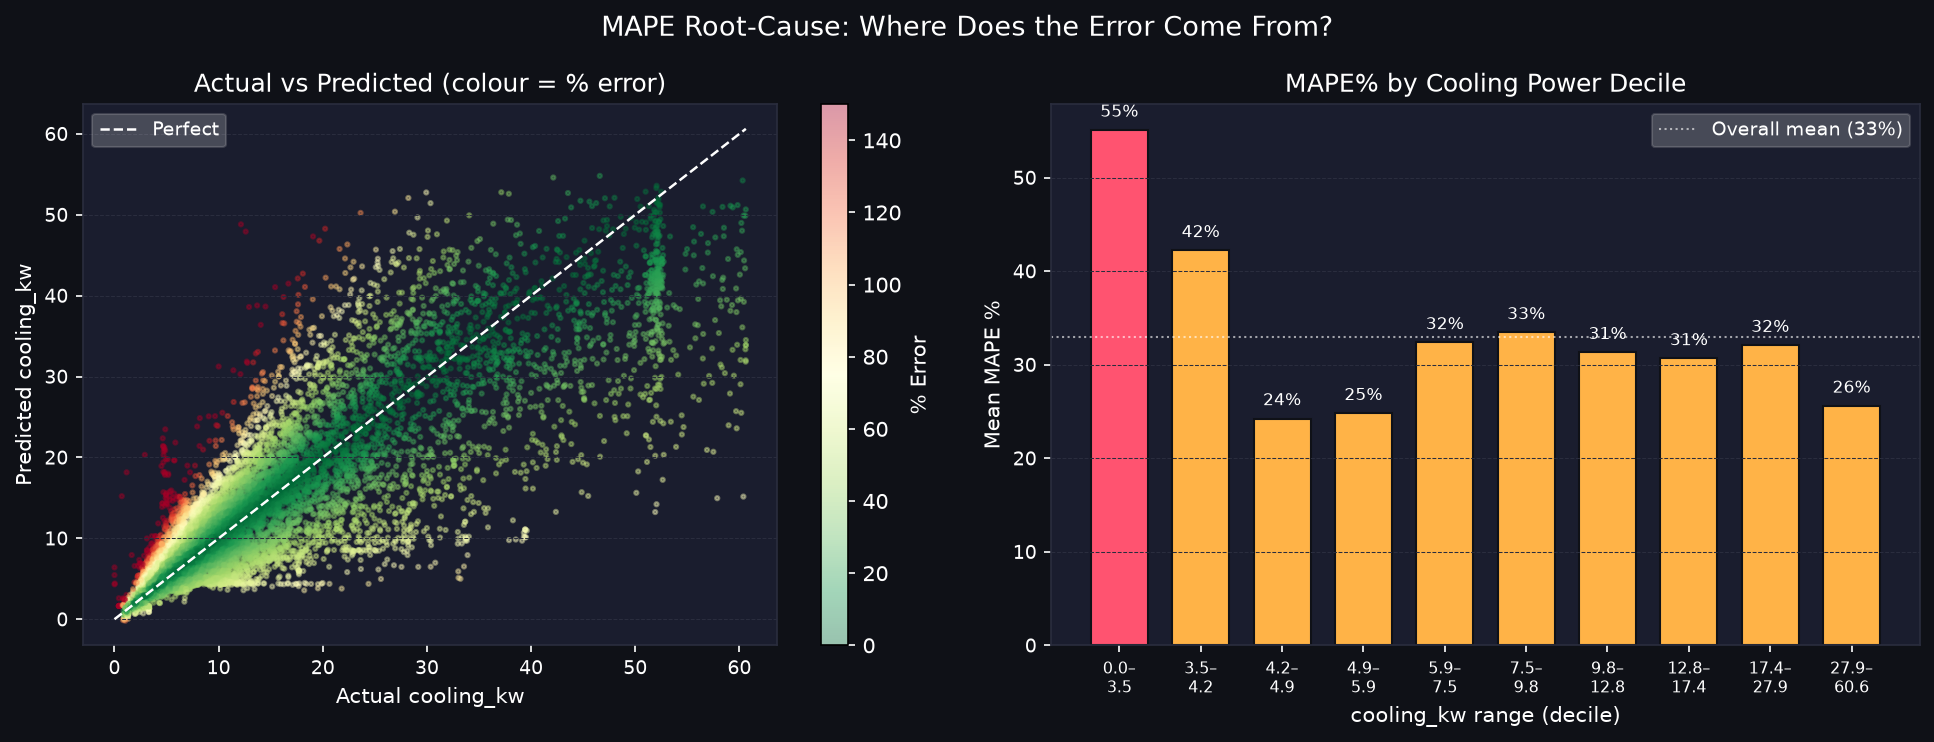 MAPE Root-Cause: Where Does the Error Come From?
Actual vs Predicted (colour = % error)
Perfect
60
50
40
30
20
10
0
Predicted cooling_kw
0 10 20 30 40 50 60
Actual cooling_kw
140
120
100
80
60
40
20
0
% Error
MAPE% by Cooling Power Decile
Overall mean (33%)
55%
42%
24%
25%
32%
33%
31%
31%
32%
26%
50
40
30
20
10
0
Mean MAPE %
0.0– 3.5– 4.2– 4.9– 5.9– 7.5– 9.8– 12.8– 17.4– 27.9–
3.5 4.2 4.9 5.9 7.5 9.8 12.8 17.4 27.9 60.6
cooling_kw range (decile)